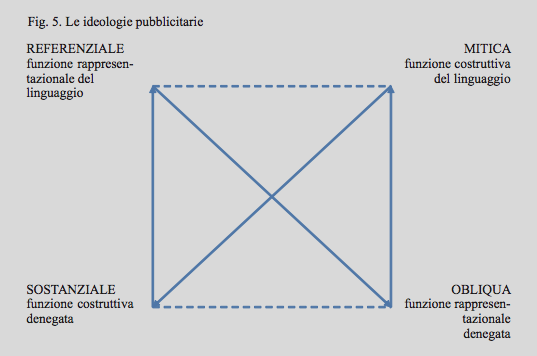 Fig. 5. Le ideologie pubblicitarie
REFERENZIALE
funzione rappresen-
tazionale del
linguaggio
MITICA
funzione costruttiva
del linguaggio
SOSTANZIALE
funzione costruttiva
denegata
OBLIQUA
funzione rappresen-
tazionale
denegata